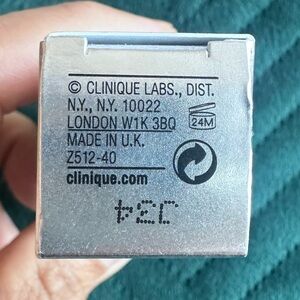 © CLINIQUE LABS., DIST.
N.Y., N.Y. 10022
LONDON W1K 3BQ
24M
MADE IN U.K.
Z512-40
clinique.com